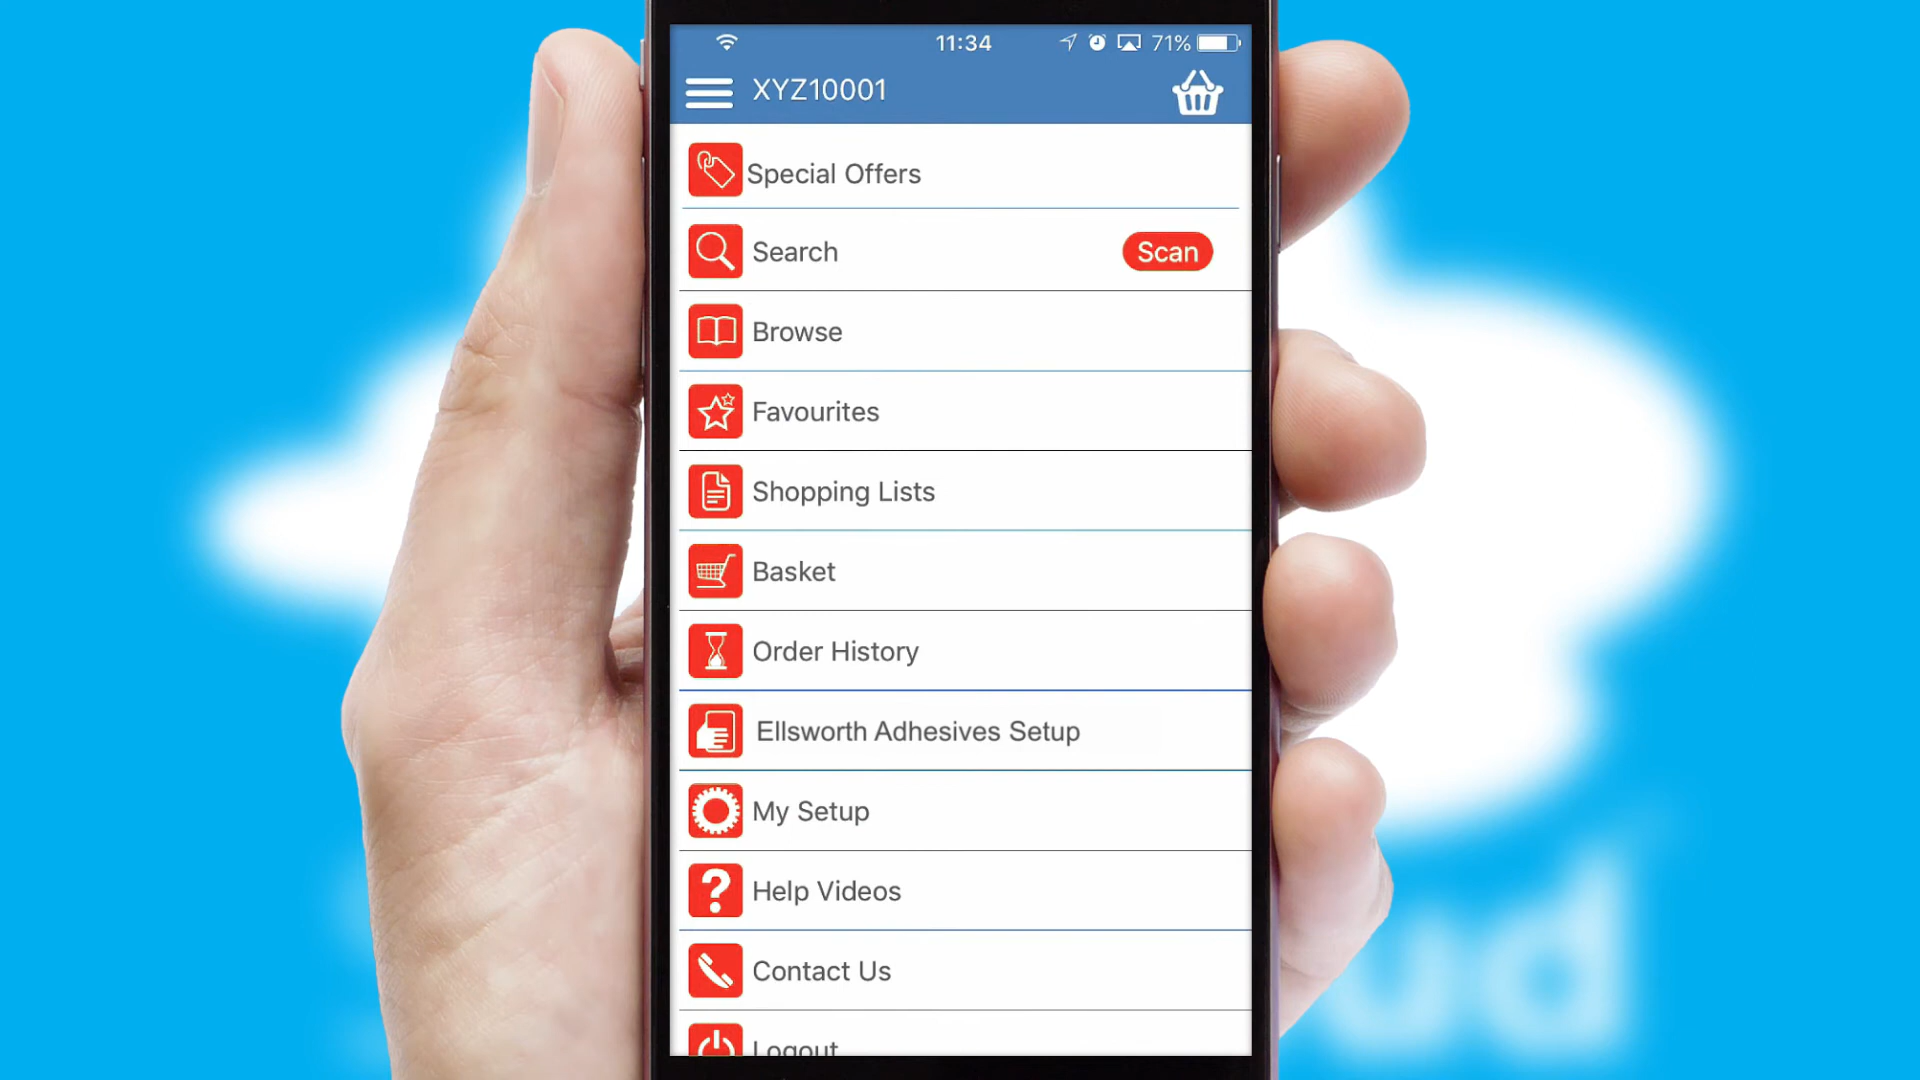 11:34
71%
XYZ10001
Special Offers
Search
Scan
Browse
Favourites
Shopping Lists
Basket
Order History
Ellsworth Adhesives Setup
My Setup
Help Videos
Contact Us
Logout
ud